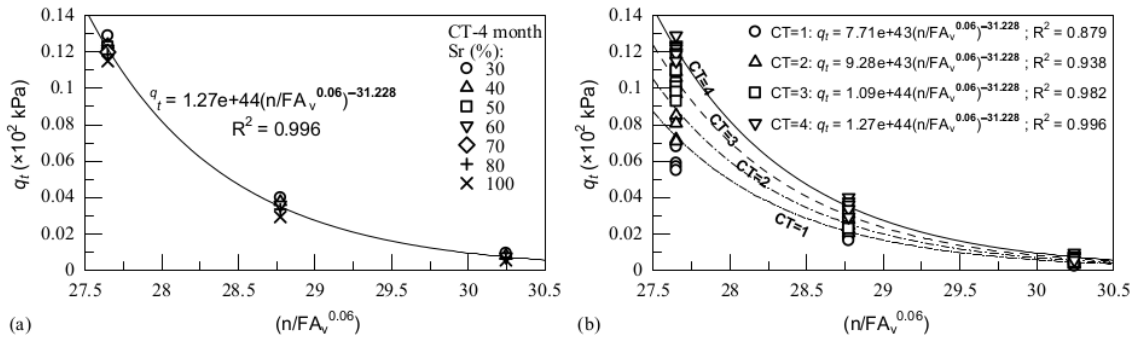 0.14
0.12
0.1
0.08
0.06
0.04
0.02
0
q_t (×10² kPa)
CT-4 month
Sr (%):
30
40
50
60
70
80
100
q_t = 1.27e+44(n/FA_v^0.06)^−31.228
R² = 0.996
27.5 28 28.5 29 29.5 30 30.5
(a) (n/FA_v^0.06)
0.14
0.12
0.1
0.08
0.06
0.04
0.02
0
q_t (×10² kPa)
CT=1: q_t = 7.71e+43(n/FA_v^0.06)^−31.228 ; R² = 0.879
CT=2: q_t = 9.28e+43(n/FA_v^0.06)^−31.228 ; R² = 0.938
CT=3: q_t = 1.09e+44(n/FA_v^0.06)^−31.228 ; R² = 0.982
CT=4: q_t = 1.27e+44(n/FA_v^0.06)^−31.228 ; R² = 0.996
CT=4
CT=3
CT=2
CT=1
27.5 28 28.5 29 29.5 30 30.5
(b) (n/FA_v^0.06)